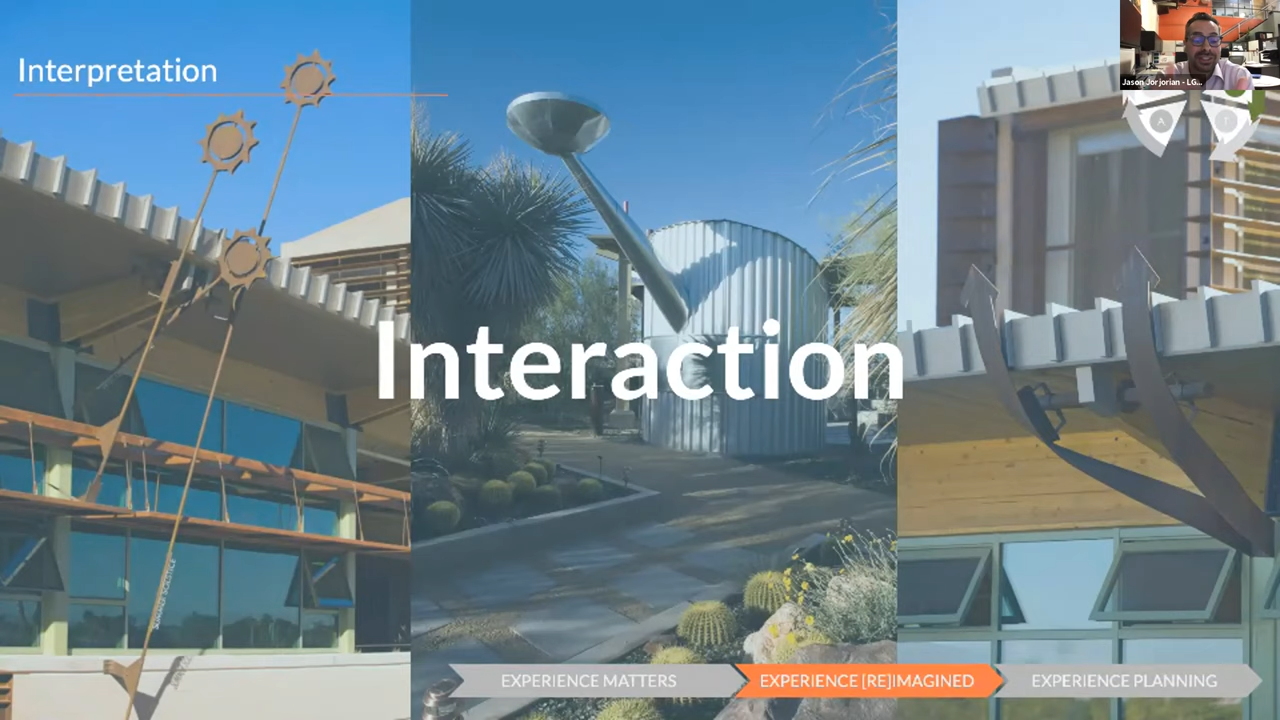 Interpretation
Jason Jorjorian - LG...
A
T
Interaction
EXPERIENCE MATTERS
EXPERIENCE [RE]IMAGINED
EXPERIENCE PLANNING